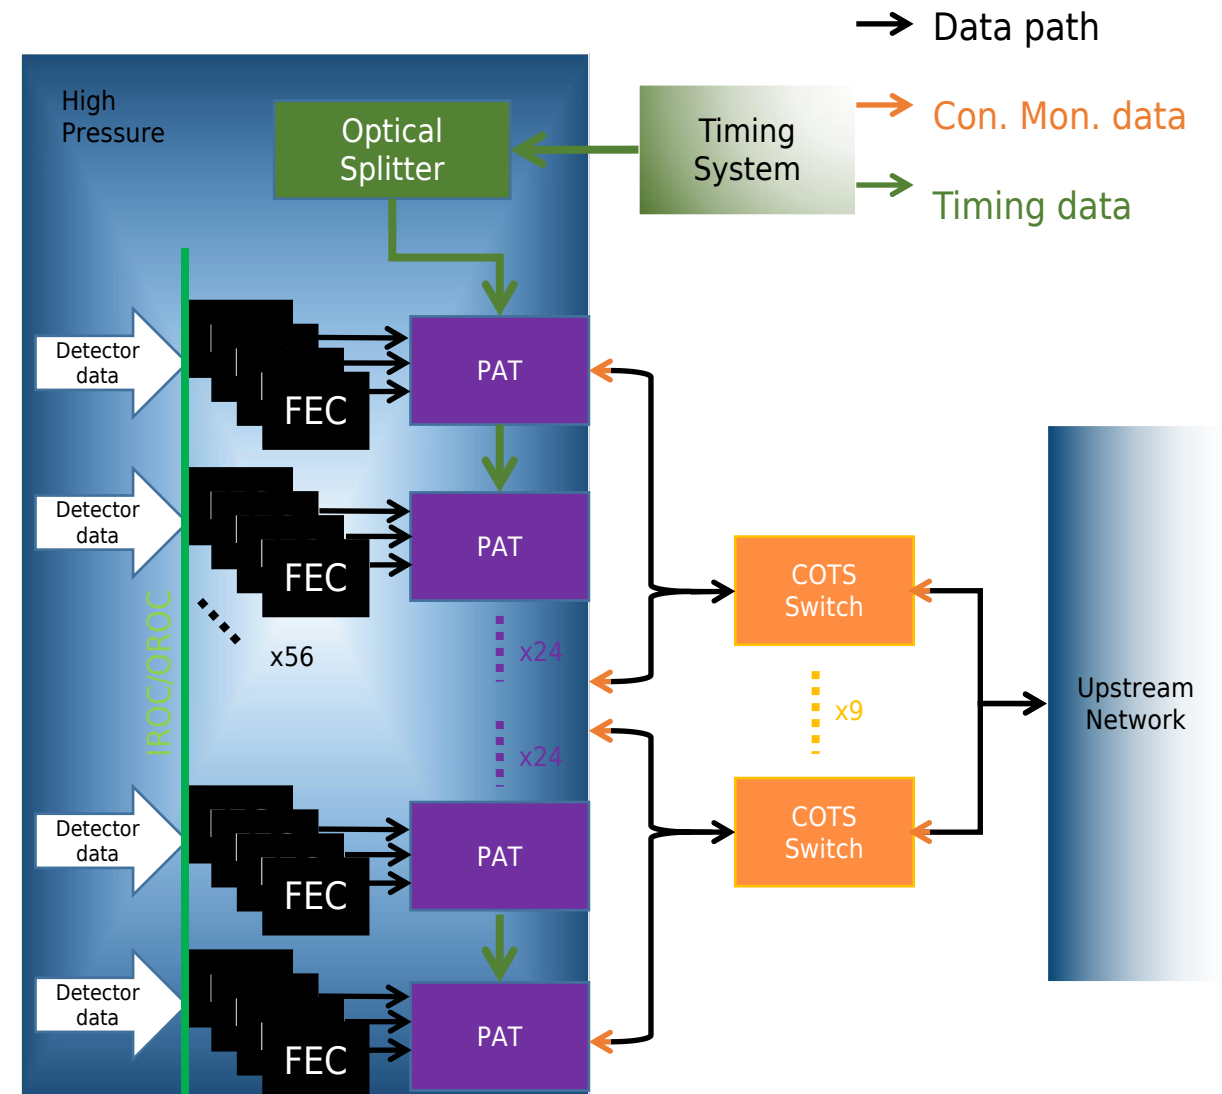 Data path
Con. Mon. data
Timing data
High
Pressure
Optical
Splitter
Timing
System
Detector
data
FEC
PAT
Detector
data
FEC
PAT
IROC/OROC
x56
x24
x24
COTS
Switch
x9
COTS
Switch
Upstream
Network
Detector
data
FEC
PAT
Detector
data
FEC
PAT